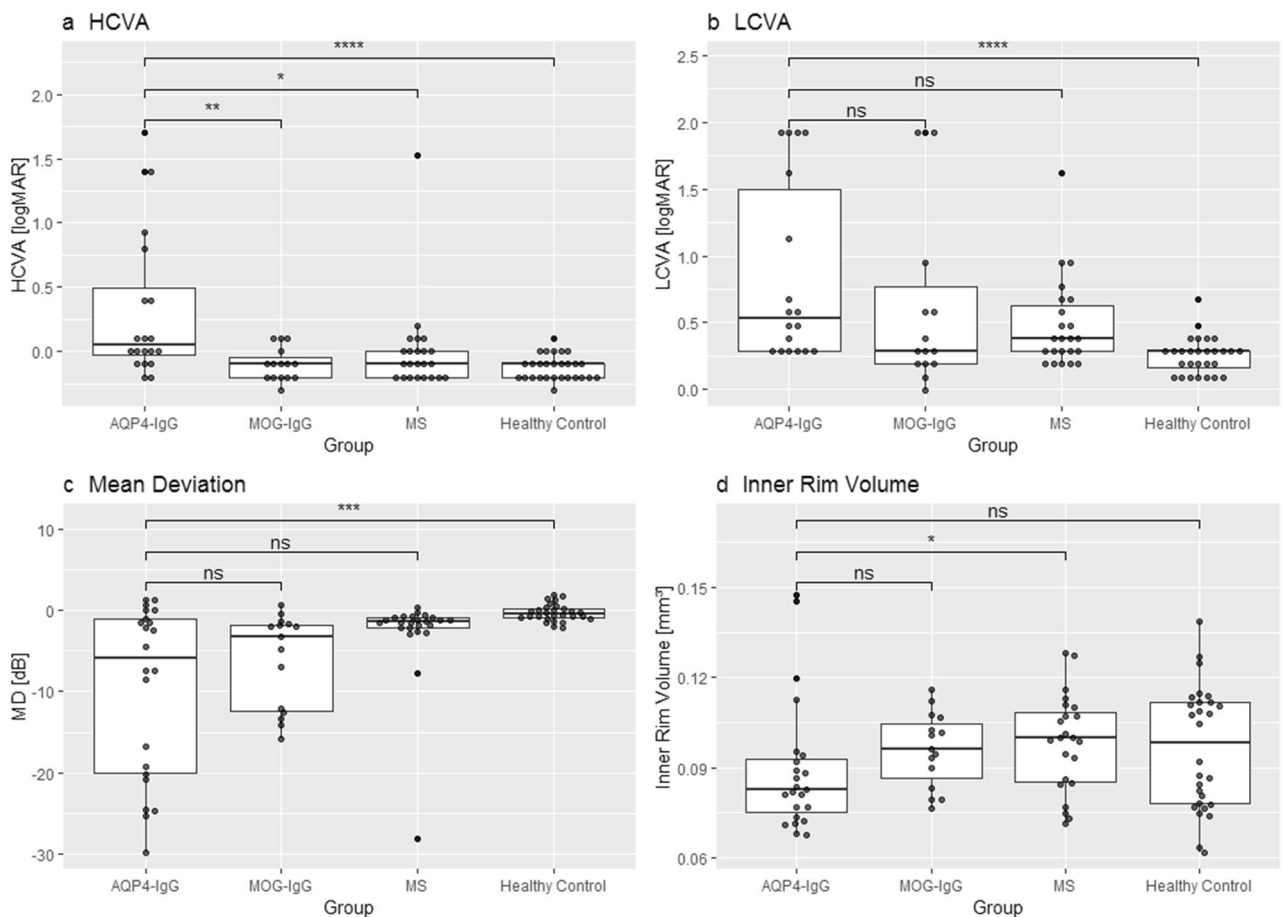 a HCVA
****
*
**
2.0
1.5
1.0
0.5
0.0
HCVA [logMAR]
AQP4-IgG MOG-IgG MS Healthy Control
Group
b LCVA
****
ns
ns
2.5
2.0
1.5
1.0
0.5
0.0
LCVA [logMAR]
AQP4-IgG MOG-IgG MS Healthy Control
Group
c Mean Deviation
***
ns
ns
10
0
-10
-20
-30
MD [dB]
AQP4-IgG MOG-IgG MS Healthy Control
Group
d Inner Rim Volume
ns
*
ns
0.15
0.12
0.09
0.06
Inner Rim Volume [mm³]
AQP4-IgG MOG-IgG MS Healthy Control
Group